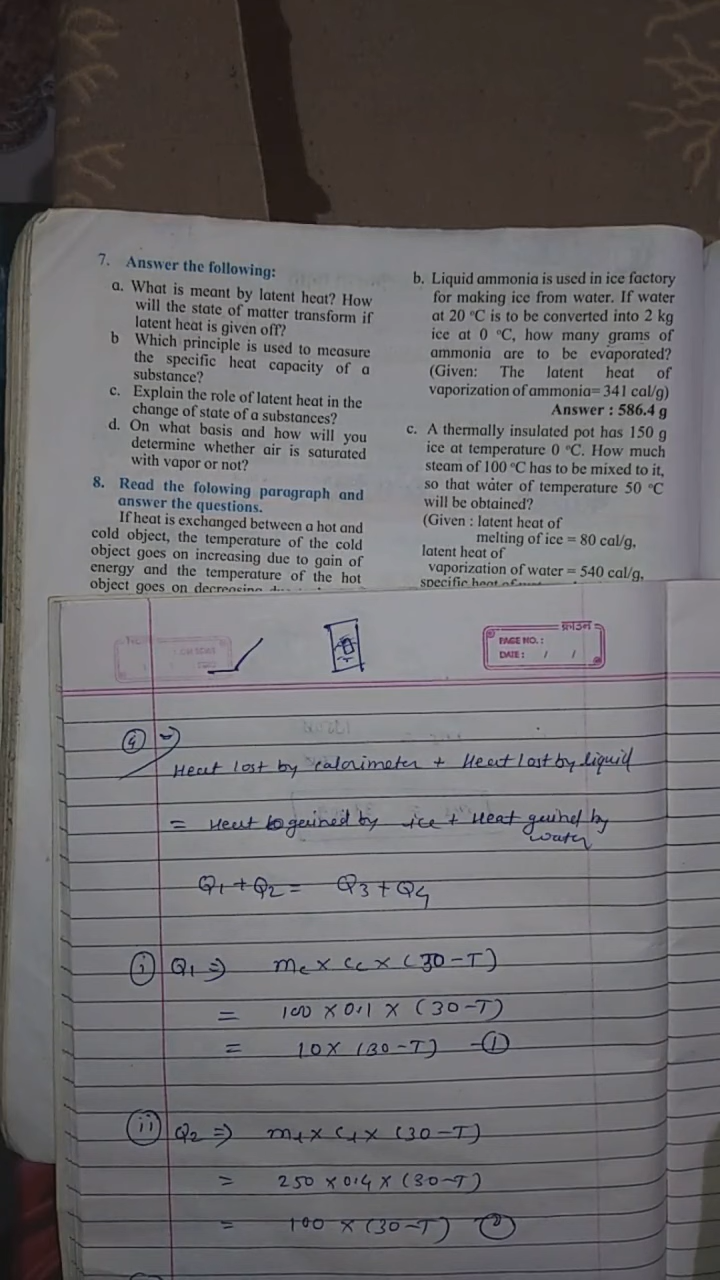 7. Answer the following:
a. What is meant by latent heat? How
will the state of matter transform if
latent heat is given off?
b Which principle is used to measure
the specific heat capacity of a
substance?
c. Explain the role of latent heat in the
change of state of a substances?
d. On what basis and how will you
determine whether air is saturated
with vapor or not?
8. Read the folowing paragraph and
answer the questions.
If heat is exchanged between a hot and
cold object, the temperature of the cold
object goes on increasing due to gain of
energy and the temperature of the hot
object goes on decreasing
b. Liquid ammonia is used in ice factory
for making ice from water. If water
at 20 °C is to be converted into 2 kg
ice at 0 °C, how many grams of
ammonia are to be evaporated?
(Given: The latent heat of
vaporization of ammonia= 341 cal/g)
Answer : 586.4 g
c. A thermally insulated pot has 150 g
ice at temperature 0 °C. How much
steam of 100 °C has to be mixed to it,
so that water of temperature 50 °C
will be obtained?
(Given : latent heat of
melting of ice = 80 cal/g,
latent heat of
vaporization of water = 540 cal/g,
specific heat of
क्राउन
PAGE NO. :
DATE : / /
Heat lost by calorimeter + Heat lost by liquid
= Heat gained by ice + Heat gained by
water
Q1 + Q2 = Q3 + Q4
(i) Q1 ⇒ mc × cc × (30-T)
= 100 × 0.1 × (30-T)
= 10 × (30-T) -①
(ii) Q2 ⇒ ml × cl × (30-T)
= 250 × 0.4 × (30-T)
= 100 × (30-T) ②